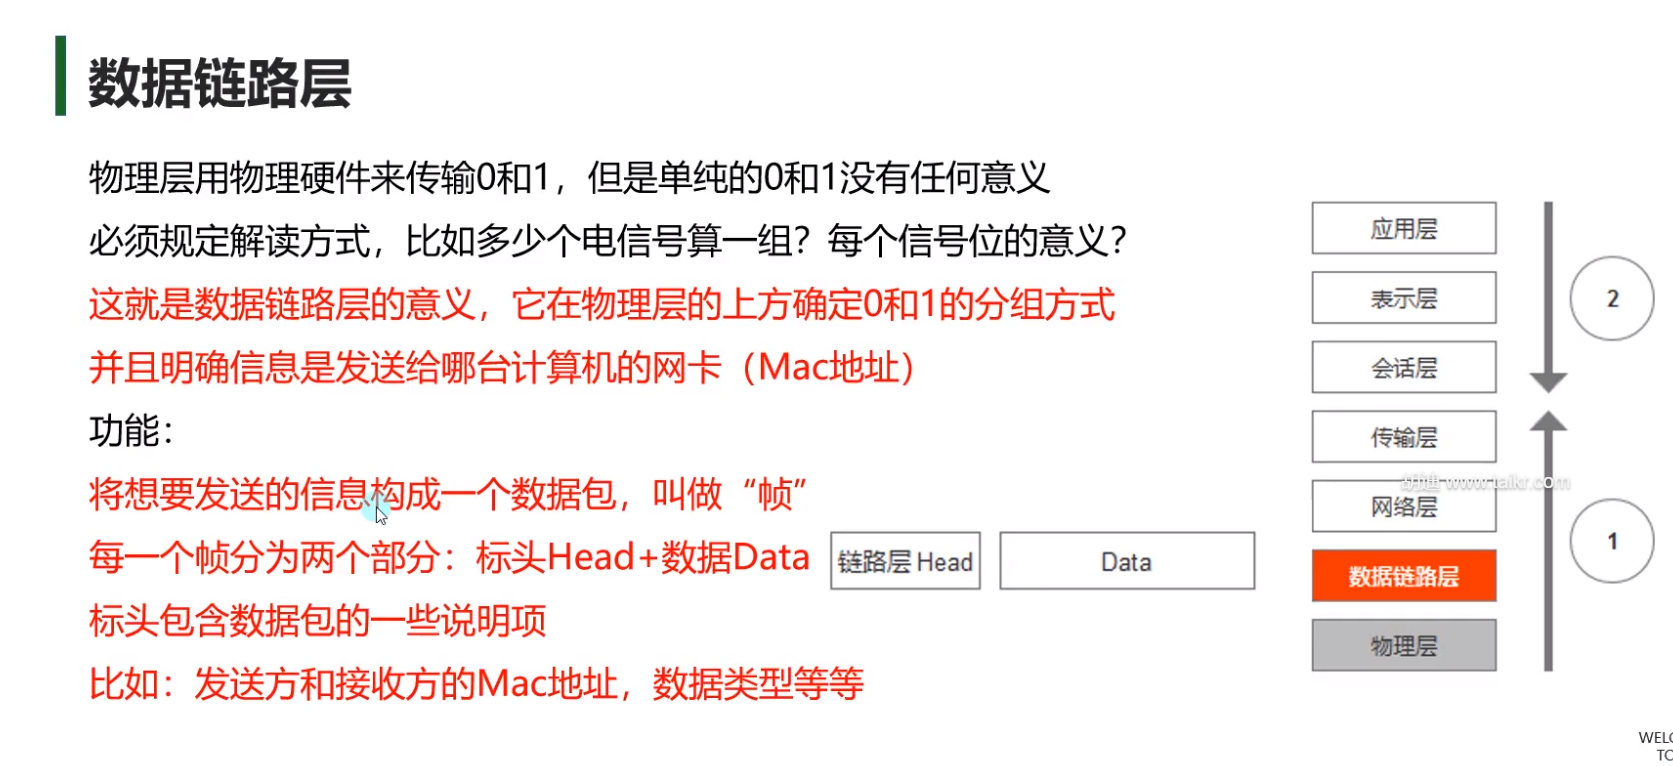 数据链路层
物理层用物理硬件来传输0和1，但是单纯的0和1没有任何意义
必须规定解读方式，比如多少个电信号算一组？每个信号位的意义？
这就是数据链路层的意义，它在物理层的上方确定0和1的分组方式
并且明确信息是发送给哪台计算机的网卡（Mac地址）
功能：
将想要发送的信息构成一个数据包，叫做“帧”
每一个帧分为两个部分：标头Head+数据Data
链路层 Head
Data
标头包含数据包的一些说明项
比如：发送方和接收方的Mac地址，数据类型等等
应用层
表示层
会话层
传输层
网络层
数据链路层
物理层
2
1
www.taikr.com